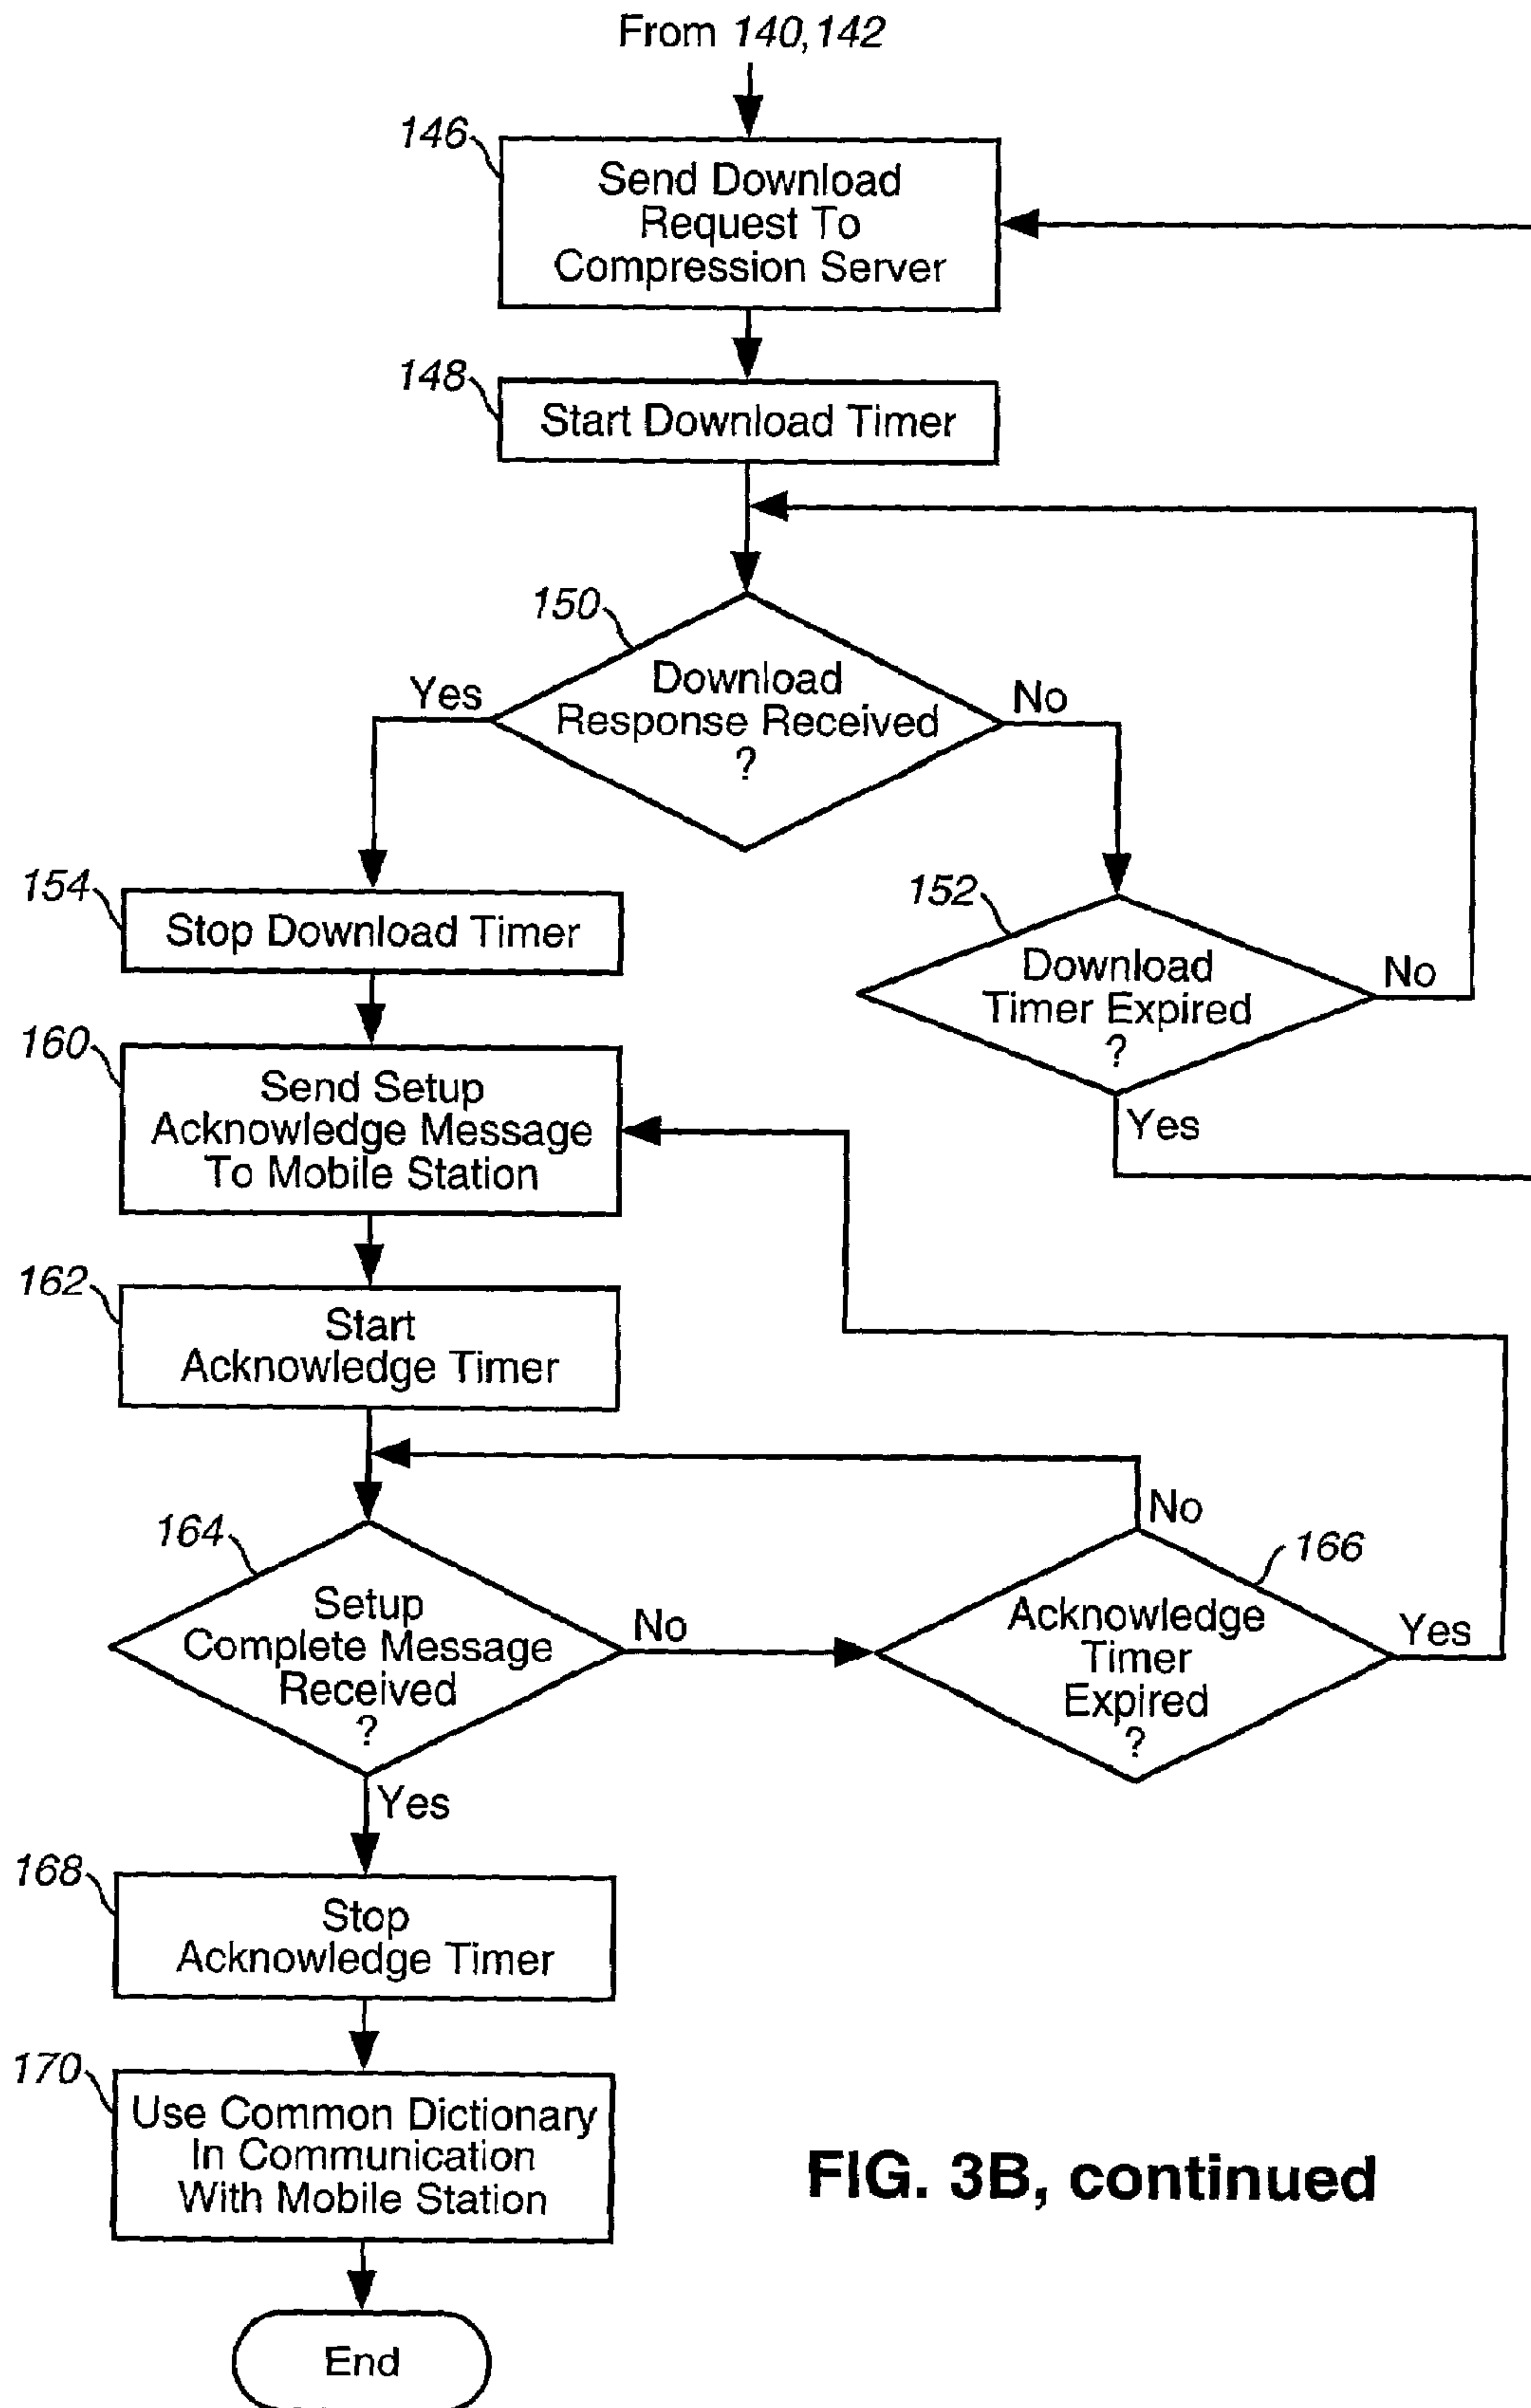 From 140,142
146
Send Download
Request To
Compression Server
148
Start Download Timer
150
Download
Response Received
?
Yes
No
154
Stop Download Timer
152
Download
Timer Expired
?
No
Yes
160
Send Setup
Acknowledge Message
To Mobile Station
162
Start
Acknowledge Timer
164
Setup
Complete Message
Received
?
No
Yes
166
Acknowledge
Timer
Expired
?
No
Yes
168
Stop
Acknowledge Timer
170
Use Common Dictionary
In Communication
With Mobile Station
End
FIG. 3B, continued